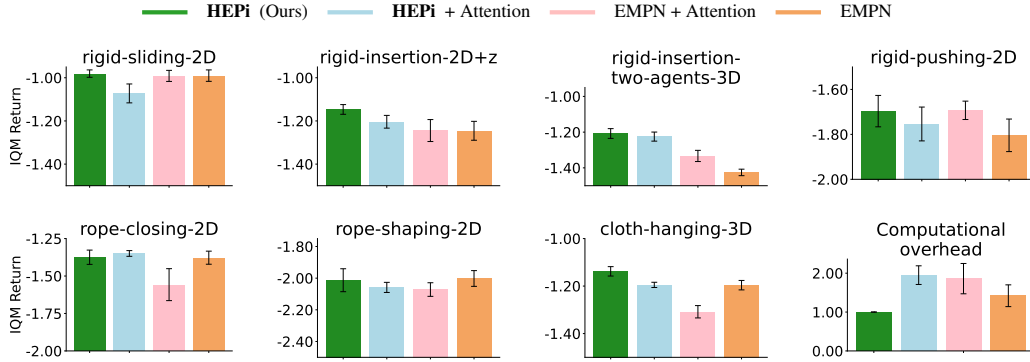 HEPi (Ours) HEPi + Attention EMPN + Attention EMPN
rigid-sliding-2D
IQM Return
-1.00
-1.20
-1.40
rigid-insertion-2D+z
-1.00
-1.20
-1.40
rigid-insertion-
two-agents-3D
-1.00
-1.20
-1.40
rigid-pushing-2D
-1.60
-1.80
-2.00
rope-closing-2D
IQM Return
-1.25
-1.50
-1.75
-2.00
rope-shaping-2D
-1.80
-2.00
-2.20
-2.40
cloth-hanging-3D
-1.00
-1.20
-1.40
Computational
overhead
2.00
1.00
0.00